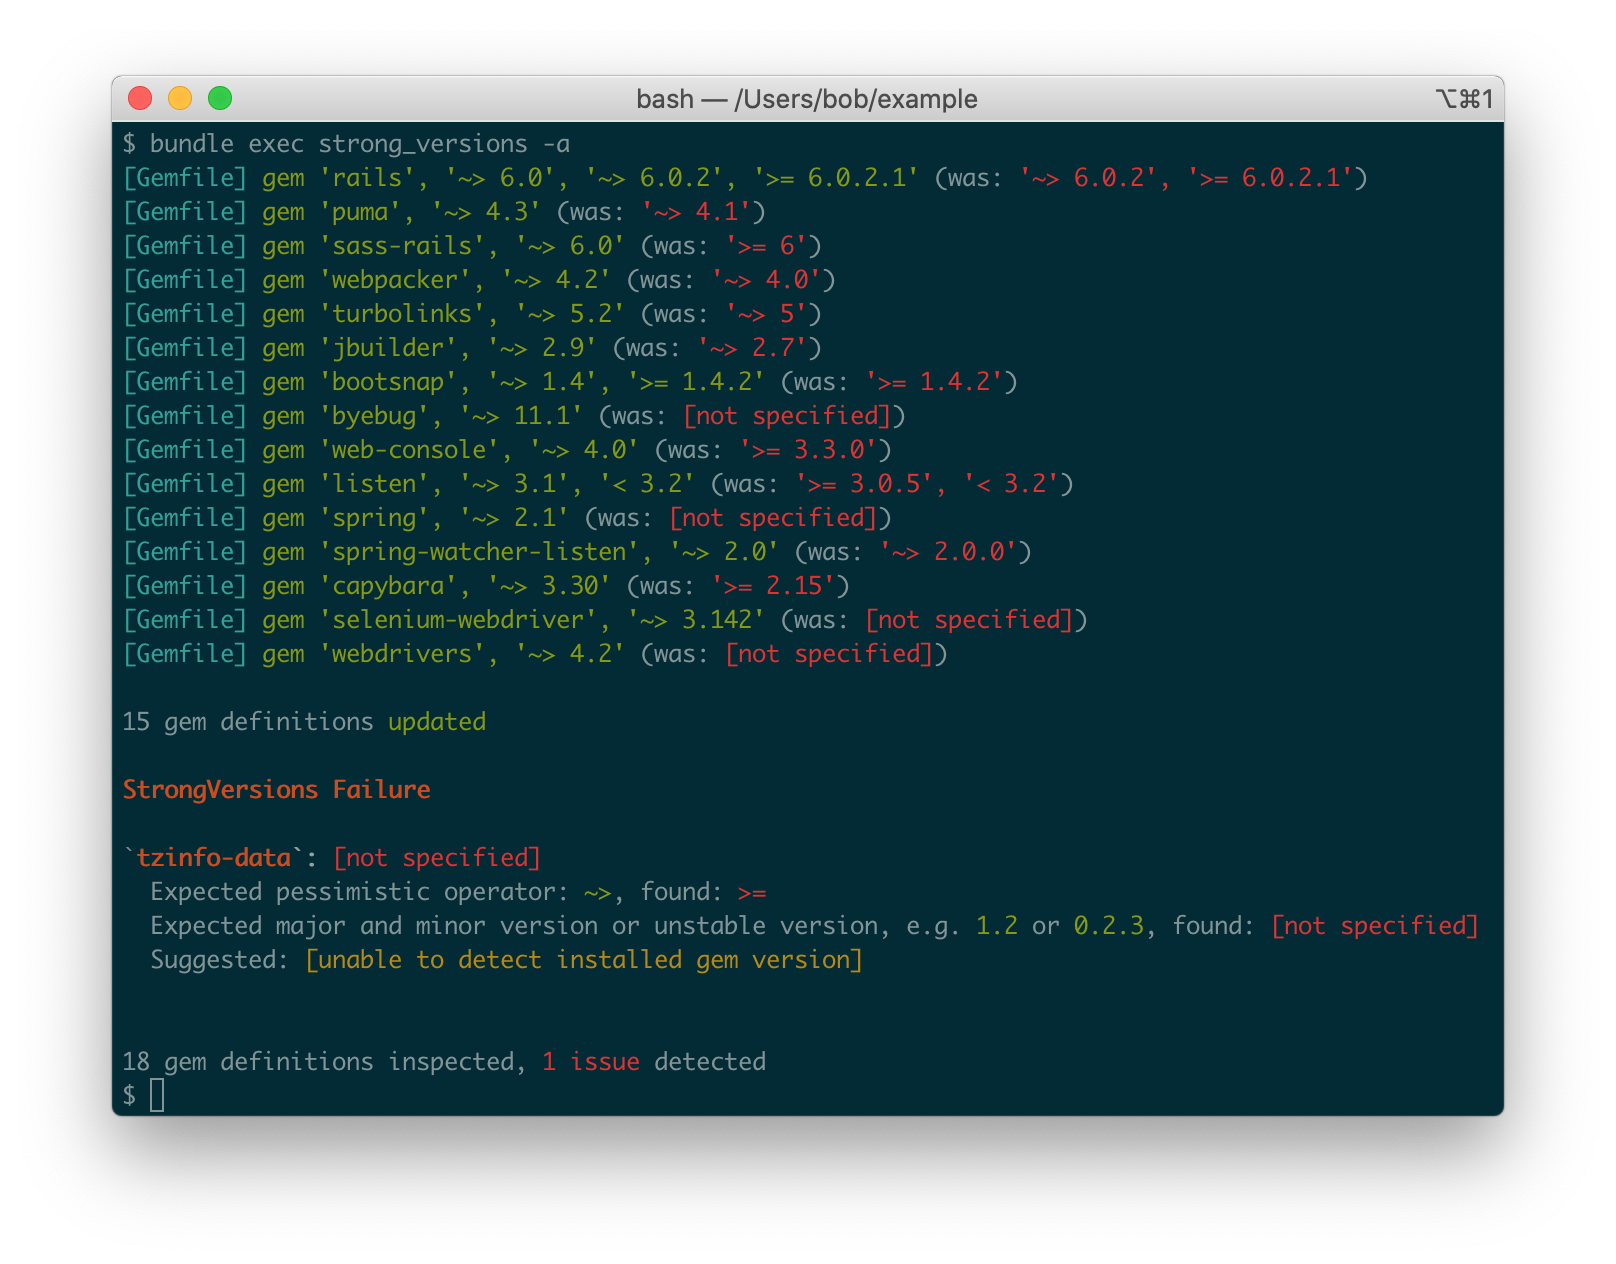 bash — /Users/bob/example ⌥⌘1
$ bundle exec strong_versions -a
[Gemfile] gem 'rails', '~> 6.0', '~> 6.0.2', '>= 6.0.2.1' (was: '~> 6.0.2', '>= 6.0.2.1')
[Gemfile] gem 'puma', '~> 4.3' (was: '~> 4.1')
[Gemfile] gem 'sass-rails', '~> 6.0' (was: '>= 6')
[Gemfile] gem 'webpacker', '~> 4.2' (was: '~> 4.0')
[Gemfile] gem 'turbolinks', '~> 5.2' (was: '~> 5')
[Gemfile] gem 'jbuilder', '~> 2.9' (was: '~> 2.7')
[Gemfile] gem 'bootsnap', '~> 1.4', '>= 1.4.2' (was: '>= 1.4.2')
[Gemfile] gem 'byebug', '~> 11.1' (was: [not specified])
[Gemfile] gem 'web-console', '~> 4.0' (was: '>= 3.3.0')
[Gemfile] gem 'listen', '~> 3.1', '< 3.2' (was: '>= 3.0.5', '< 3.2')
[Gemfile] gem 'spring', '~> 2.1' (was: [not specified])
[Gemfile] gem 'spring-watcher-listen', '~> 2.0' (was: '~> 2.0.0')
[Gemfile] gem 'capybara', '~> 3.30' (was: '>= 2.15')
[Gemfile] gem 'selenium-webdriver', '~> 3.142' (was: [not specified])
[Gemfile] gem 'webdrivers', '~> 4.2' (was: [not specified])
15 gem definitions updated
StrongVersions Failure
`tzinfo-data`: [not specified]
Expected pessimistic operator: ~>, found: >=
Expected major and minor version or unstable version, e.g. 1.2 or 0.2.3, found: [not specified]
Suggested: [unable to detect installed gem version]
18 gem definitions inspected, 1 issue detected
$